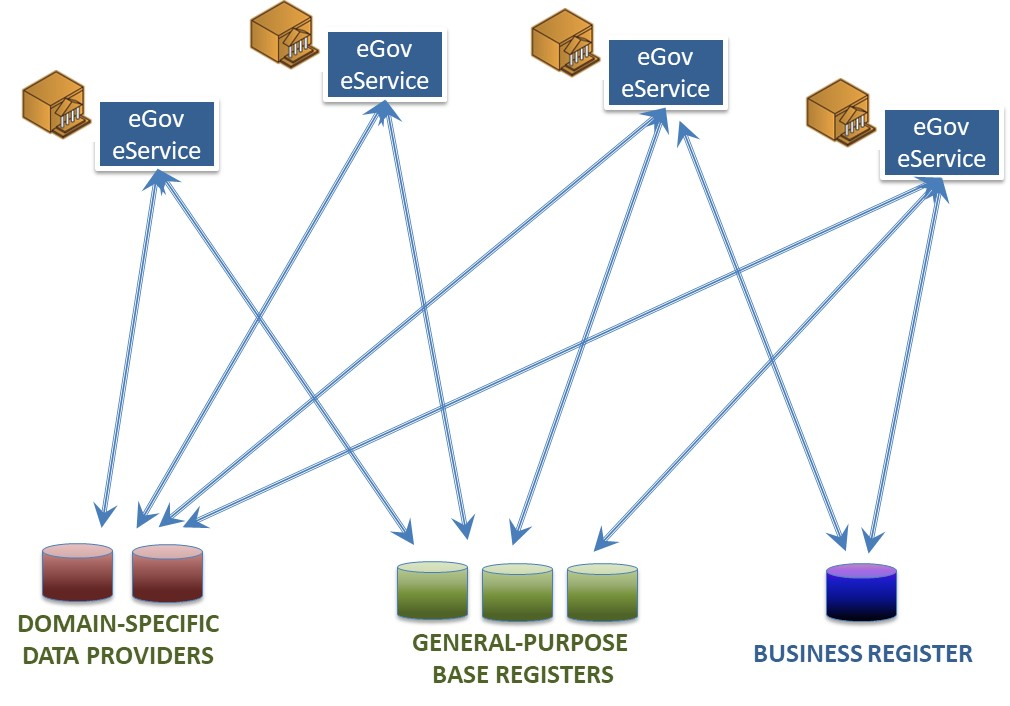 eGov
eService
eGov
eService
eGov
eService
eGov
eService
DOMAIN-SPECIFIC
DATA PROVIDERS
GENERAL-PURPOSE
BASE REGISTERS
BUSINESS REGISTER